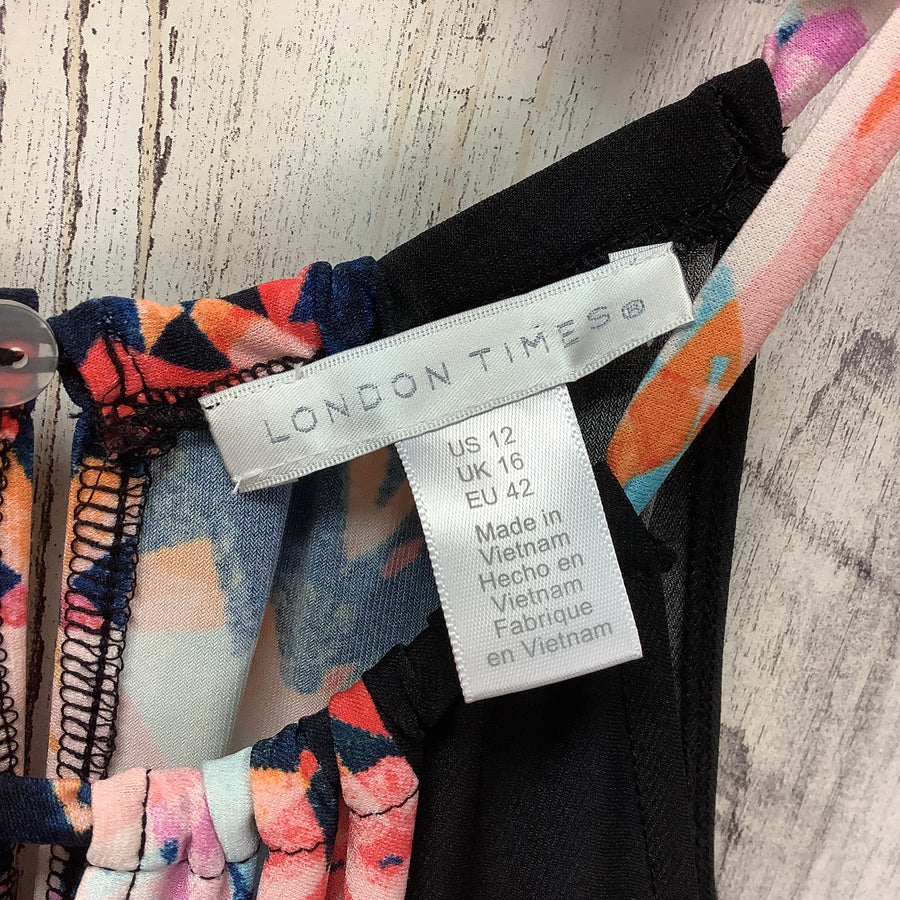 LONDON TIMES®
US 12
UK 16
EU 42
Made in
Vietnam
Hecho en
Vietnam
Fabrique
en Vietnam